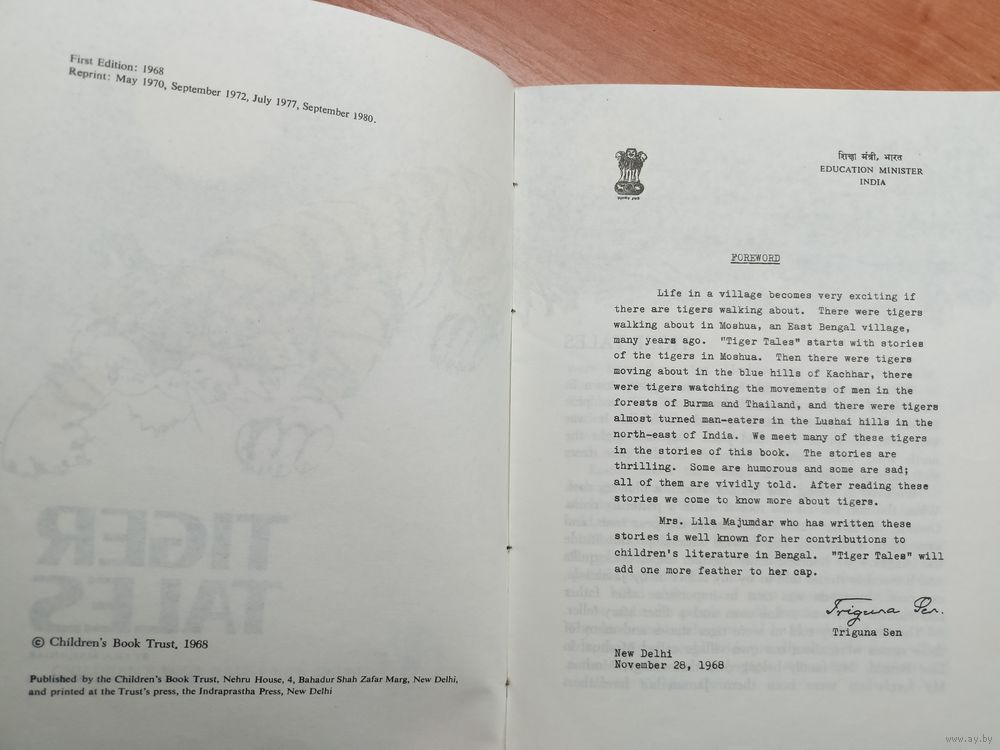 First Edition: 1968
Reprint: May 1970, September 1972, July 1977, September 1980.
TIGER
TALES
© Children's Book Trust, 1968
Published by the Children's Book Trust, Nehru House, 4, Bahadur Shah Zafar Marg, New Delhi,
and printed at the Trust's press, the Indraprastha Press, New Delhi
शिक्षा मंत्री, भारत
EDUCATION MINISTER
INDIA
FOREWORD
Life in a village becomes very exciting if
there are tigers walking about. There were tigers
walking about in Moshua, an East Bengal village,
many years ago. "Tiger Tales" starts with stories
of the tigers in Moshua. Then there were tigers
moving about in the blue hills of Kachhar, there
were tigers watching the movements of men in the
forests of Burma and Thailand, and there were tigers
almost turned man-eaters in the Lushai hills in the
north-east of India. We meet many of these tigers
in the stories of this book. The stories are
thrilling. Some are humorous and some are sad;
all of them are vividly told. After reading these
stories we come to know more about tigers.
Mrs. Lila Majumdar who has written these
stories is well known for her contributions to
children's literature in Bengal. "Tiger Tales" will
add one more feather to her cap.
Triguna Sen.
Triguna Sen
New Delhi
November 28, 1968
www.ay.by